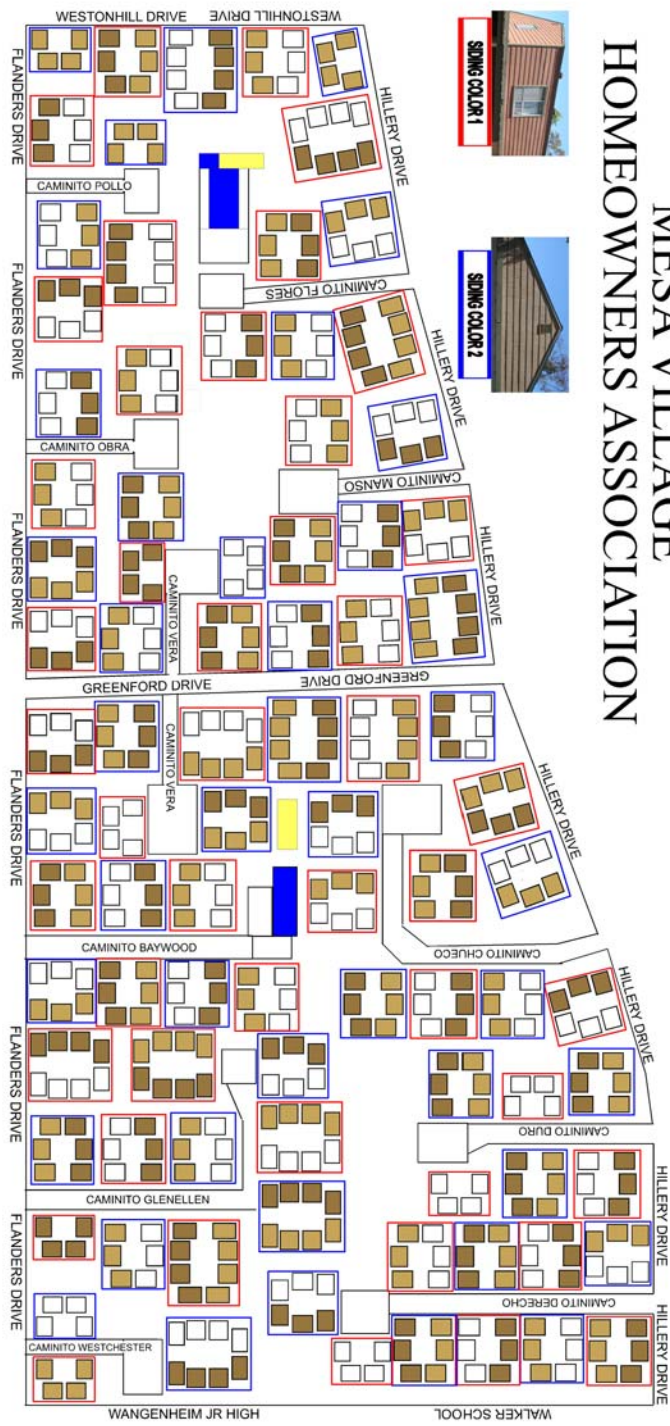 MESA VILLAGE
HOMEOWNERS ASSOCIATION
SIDING COLOR 1
SIDING COLOR 2
WESTONHILL DRIVE
WESTONHILL DRIVE
FLANDERS DRIVE
HILLERY DRIVE
FLANDERS DRIVE
CAMINITO POLLO
CAMINITO FLORES
FLANDERS DRIVE
HILLERY DRIVE
CAMINITO OBRA
CAMINITO MANSO
FLANDERS DRIVE
CAMINITO VERA
HILLERY DRIVE
GREENFORD DRIVE
GREENFORD DRIVE
CAMINITO VERA
FLANDERS DRIVE
HILLERY DRIVE
CAMINITO BAYWOOD
CAMINITO CHUECO
HILLERY DRIVE
FLANDERS DRIVE
CAMINITO DURO
CAMINITO GLENELLEN
HILLERY DRIVE
FLANDERS DRIVE
CAMINITO DERECHO
CAMINITO WESTCHESTER
HILLERY DRIVE
WANGENHEIM JR HIGH
WALKER SCHOOL